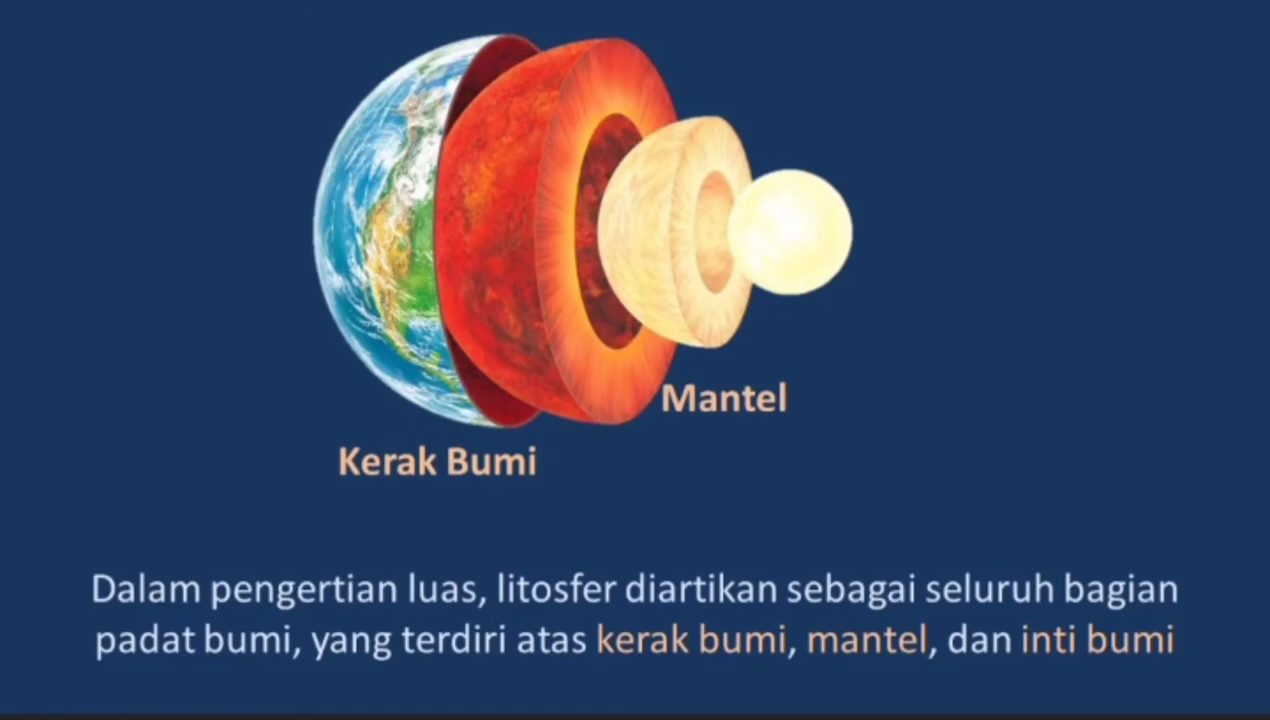 Mantel
Kerak Bumi
Dalam pengertian luas, litosfer diartikan sebagai seluruh bagian
padat bumi, yang terdiri atas kerak bumi, mantel, dan inti bumi